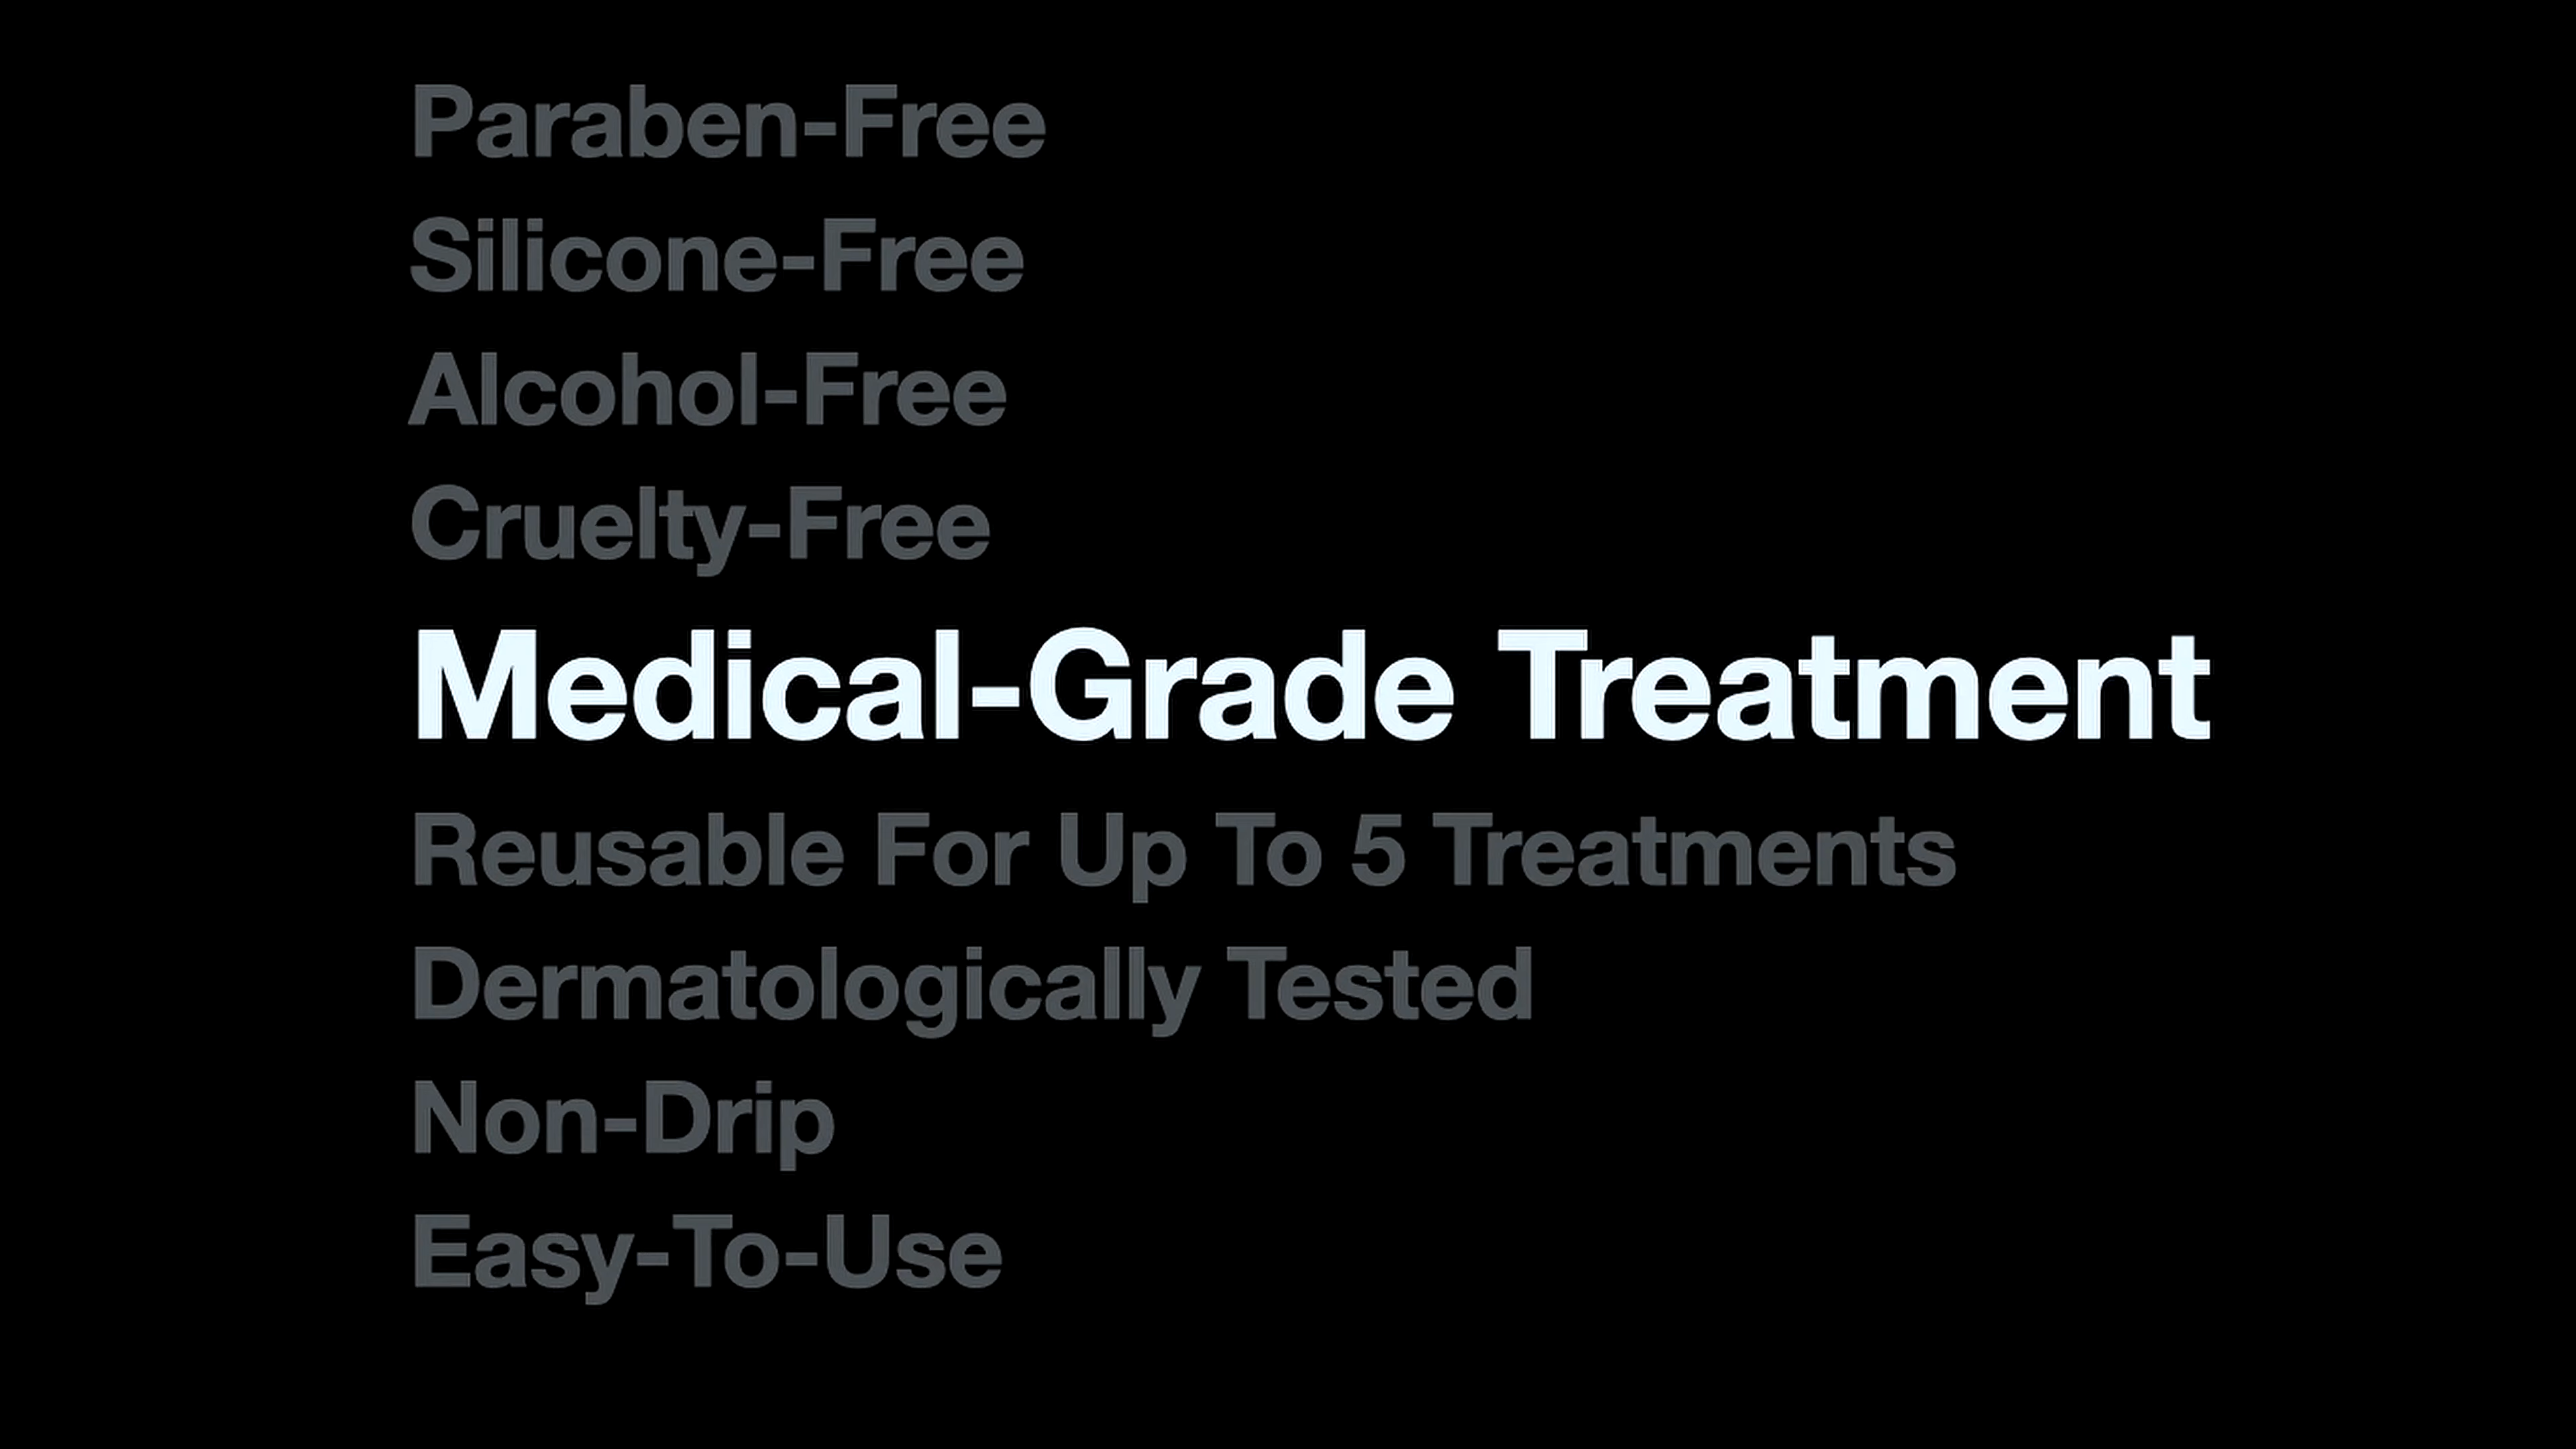 Paraben-Free
Silicone-Free
Alcohol-Free
Cruelty-Free
Medical-Grade Treatment
Reusable For Up To 5 Treatments
Dermatologically Tested
Non-Drip
Easy-To-Use